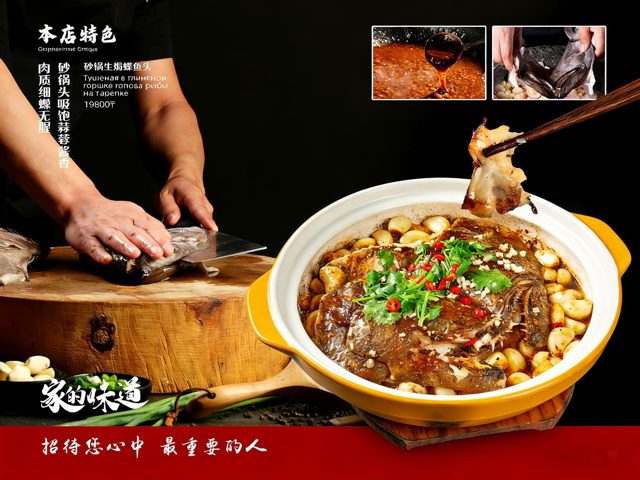 本店特色
砂锅生焗鲽鱼头
Тушеная в глиняном
горшке голова рыбы
на тарелке
19800₸
砂锅头吸饱蒜蓉酱香
肉质细嫩无腥
家的味道
招待您心中 最重要的人